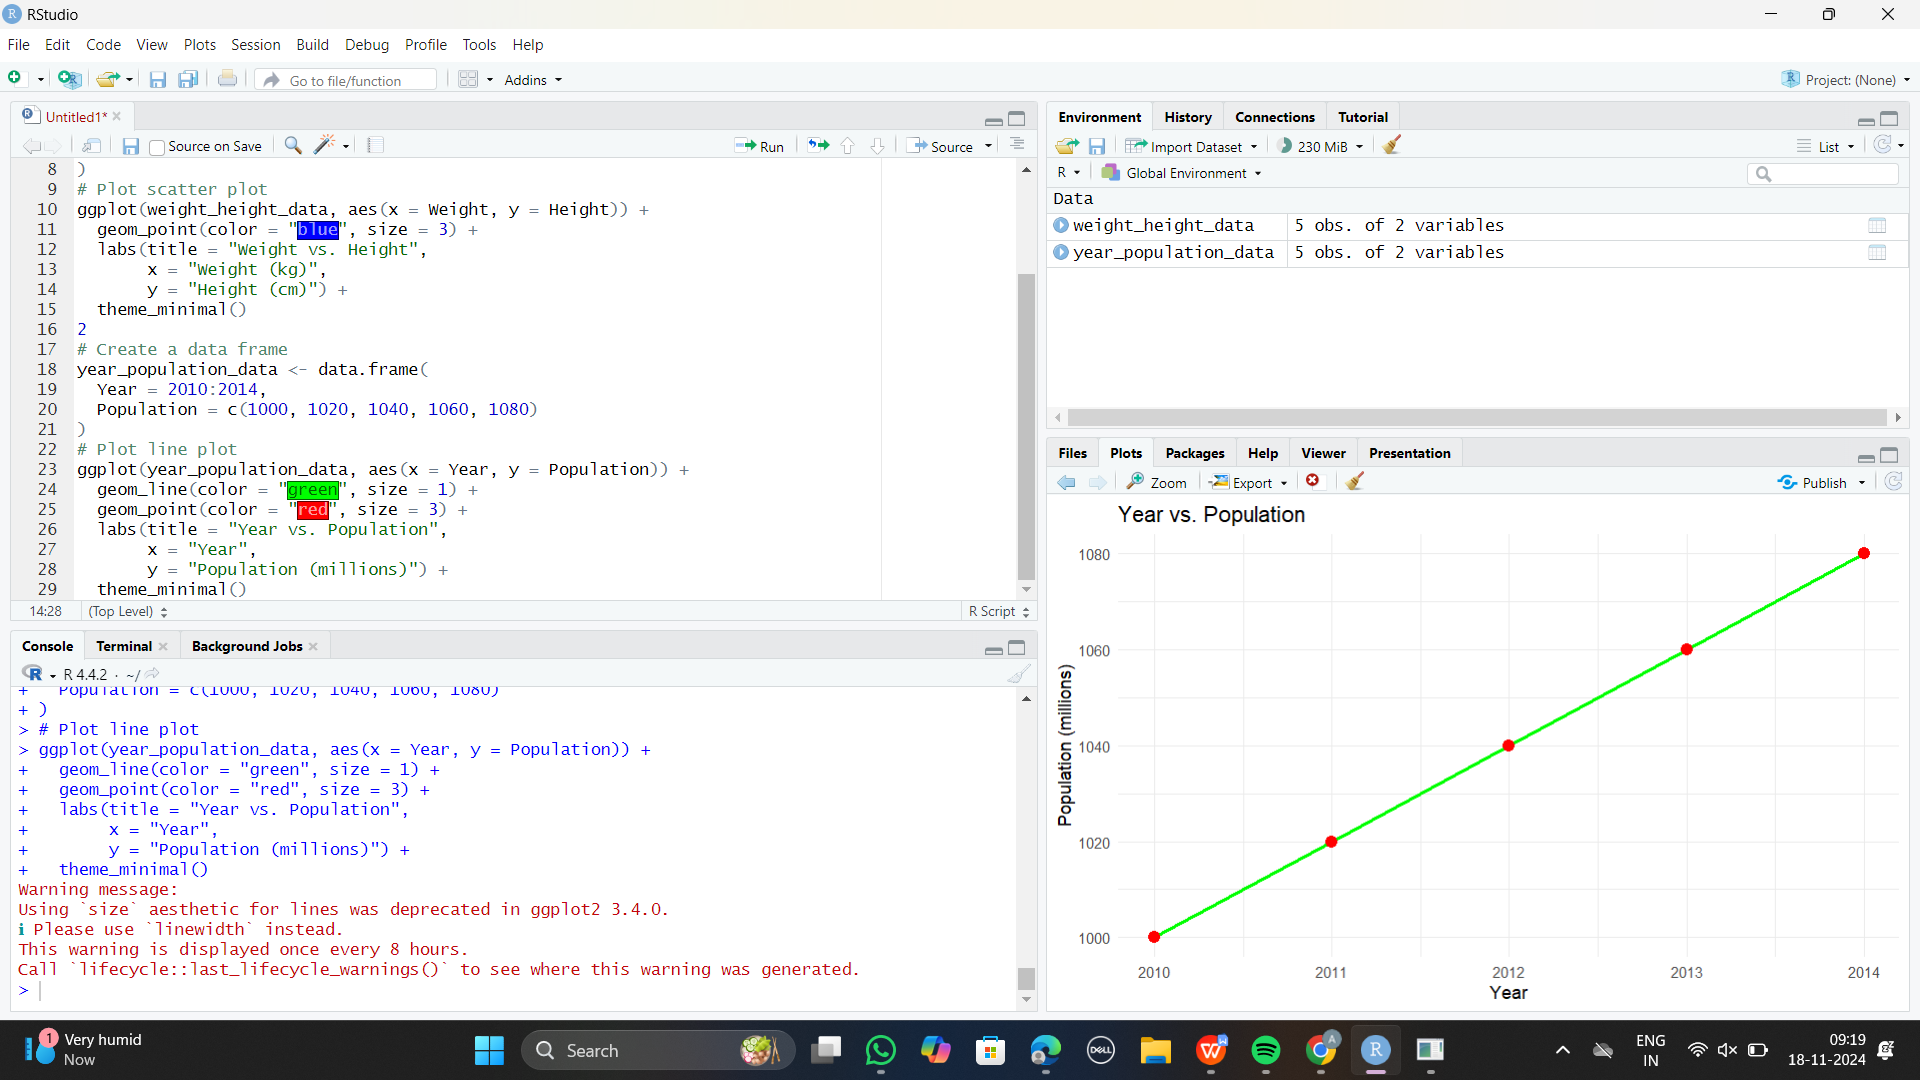 RStudio
File Edit Code View Plots Session Build Debug Profile Tools Help
Go to file/function Addins Project: (None)
Untitled1*
Source on Save Run Source
8 )
9 # Plot scatter plot
10 ggplot(weight_height_data, aes(x = Weight, y = Height)) +
11 geom_point(color = "blue", size = 3) +
12 labs(title = "Weight vs. Height",
13 x = "Weight (kg)",
14 y = "Height (cm)") +
15 theme_minimal()
16 2
17 # Create a data frame
18 year_population_data <- data.frame(
19 Year = 2010:2014,
20 Population = c(1000, 1020, 1040, 1060, 1080)
21 )
22 # Plot line plot
23 ggplot(year_population_data, aes(x = Year, y = Population)) +
24 geom_line(color = "green", size = 1) +
25 geom_point(color = "red", size = 3) +
26 labs(title = "Year vs. Population",
27 x = "Year",
28 y = "Population (millions)") +
29 theme_minimal()
14:28 (Top Level) R Script
Console Terminal Background Jobs
R 4.4.2 · ~/
+ Population = c(1000, 1020, 1040, 1060, 1080)
+ )
> # Plot line plot
> ggplot(year_population_data, aes(x = Year, y = Population)) +
+ geom_line(color = "green", size = 1) +
+ geom_point(color = "red", size = 3) +
+ labs(title = "Year vs. Population",
+ x = "Year",
+ y = "Population (millions)") +
+ theme_minimal()
Warning message:
Using `size` aesthetic for lines was deprecated in ggplot2 3.4.0.
ℹ Please use `linewidth` instead.
This warning is displayed once every 8 hours.
Call `lifecycle::last_lifecycle_warnings()` to see where this warning was generated.
>
Environment History Connections Tutorial
Import Dataset 230 MiB List
R Global Environment
Data
weight_height_data 5 obs. of 2 variables
year_population_data 5 obs. of 2 variables
Files Plots Packages Help Viewer Presentation
Zoom Export Publish
Year vs. Population
1080
1060
1040
1020
1000
Population (millions)
2010 2011 2012 2013 2014
Year
1 Very humid
Now
Search
DELL
W
A
R
ENG
IN
09:19
18-11-2024